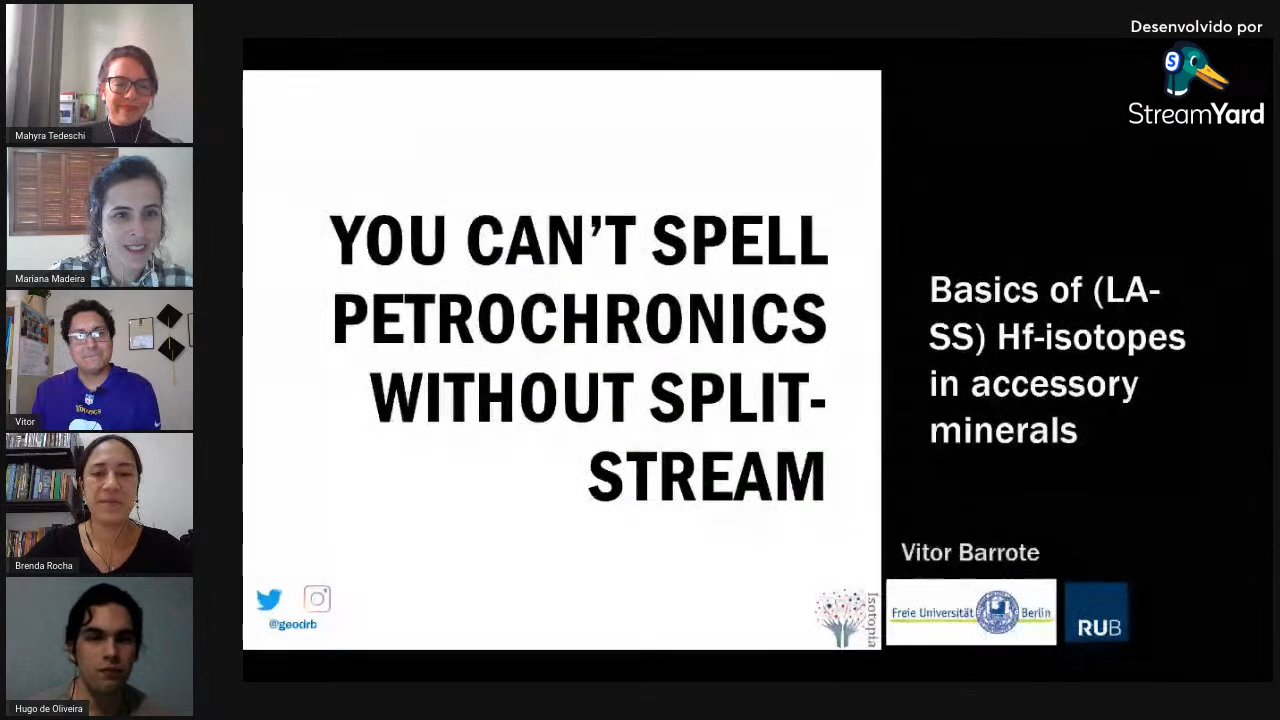 Desenvolvido por
StreamYard
Mahyra Tedeschi
Mariana Madeira
Vitor
Brenda Rocha
Hugo de Oliveira
YOU CAN'T SPELL
PETROCHRONICS
WITHOUT SPLIT-
STREAM
@geodrb
Isotopia
Basics of (LA-
SS) Hf-isotopes
in accessory
minerals
Vitor Barrote
Freie Universität Berlin
RUB